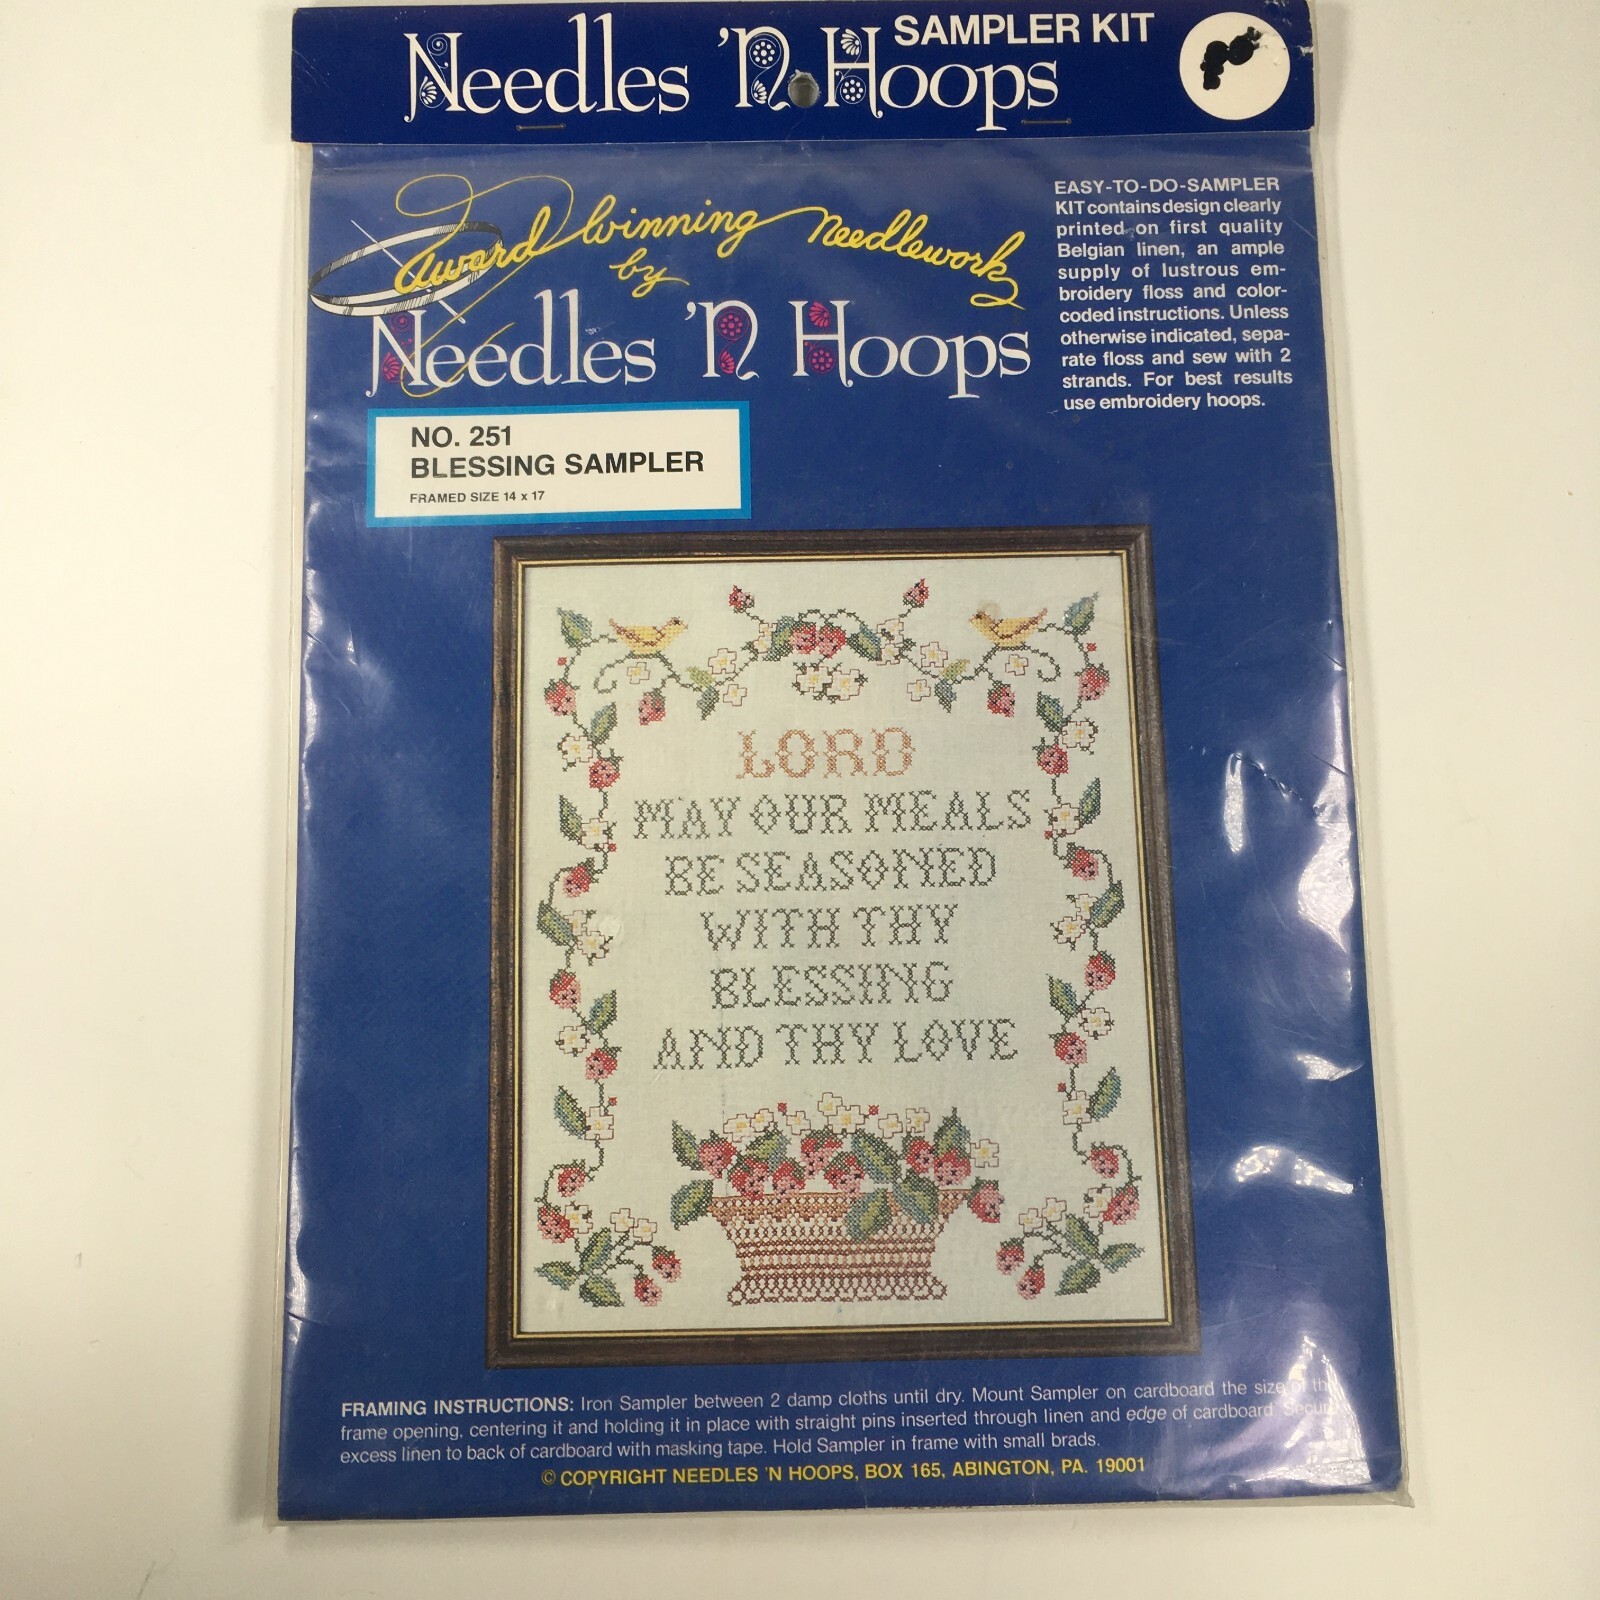 SAMPLER KIT
Needles 'N Hoops
Award Winning Needlework
by
Needles 'N Hoops
EASY-TO-DO-SAMPLER
KIT contains design clearly
printed on first quality
Belgian linen, an ample
supply of lustrous em-
broidery floss and color-
coded instructions. Unless
otherwise indicated, sepa-
rate floss and sew with 2
strands. For best results
use embroidery hoops.
NO. 251
BLESSING SAMPLER
FRAMED SIZE 14 x 17
LORD
MAY OUR MEALS
BE SEASONED
WITH THY
BLESSING
AND THY LOVE
FRAMING INSTRUCTIONS: Iron Sampler between 2 damp cloths until dry. Mount Sampler on cardboard the size of the
frame opening, centering it and holding it in place with straight pins inserted through linen and edge of cardboard. Secure
excess linen to back of cardboard with masking tape. Hold Sampler in frame with small brads.
© COPYRIGHT NEEDLES 'N HOOPS, BOX 165, ABINGTON, PA. 19001